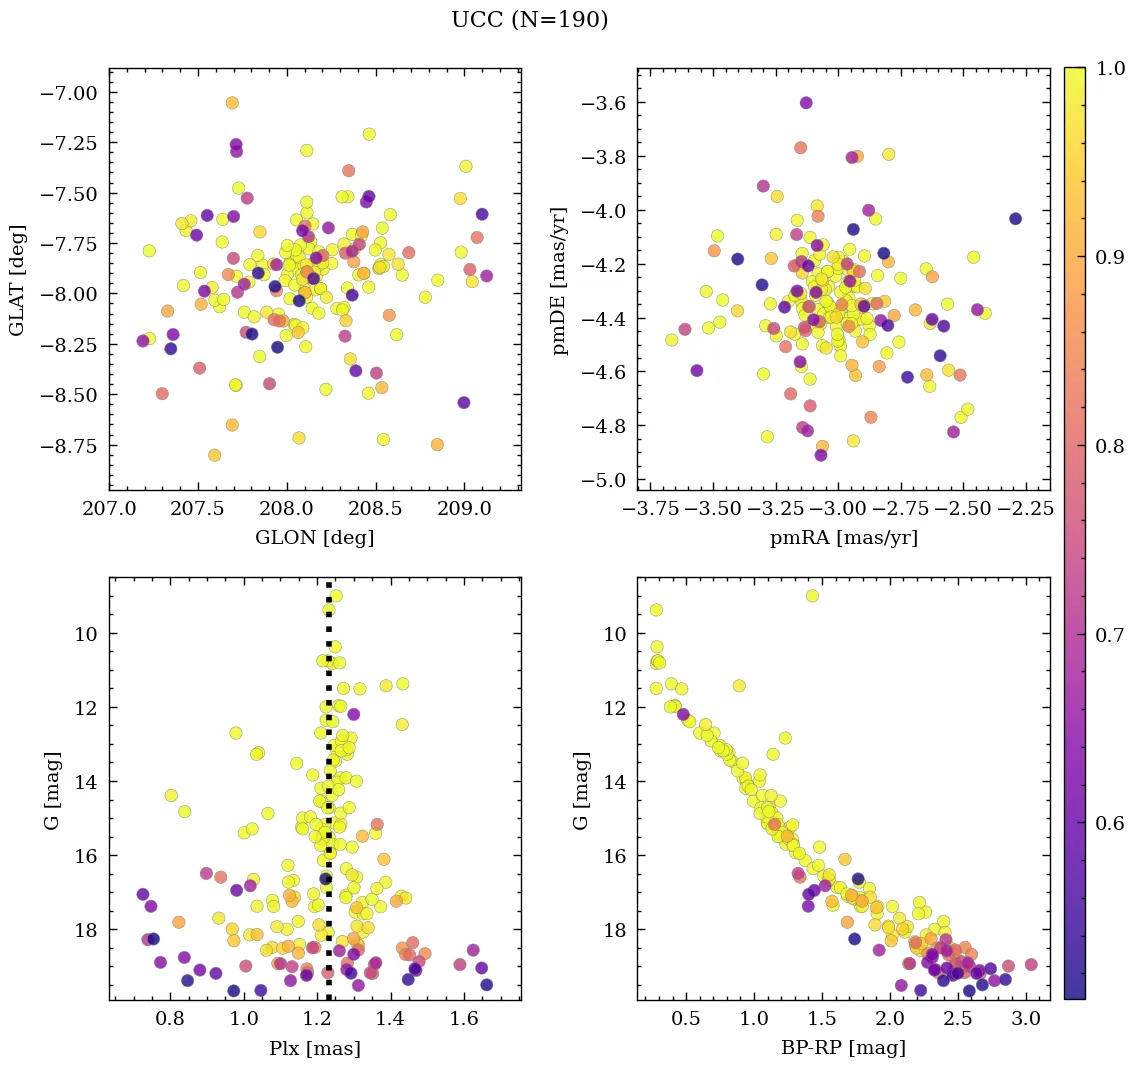 UCC (N=190)
−7.00
−7.25
−7.50
−7.75
−8.00
−8.25
−8.50
−8.75
GLAT [deg]
207.0 207.5 208.0 208.5 209.0
GLON [deg]
−3.6
−3.8
−4.0
−4.2
−4.4
−4.6
−4.8
−5.0
pmDE [mas/yr]
−3.75 −3.50 −3.25 −3.00 −2.75 −2.50 −2.25
pmRA [mas/yr]
10
12
14
16
18
G [mag]
0.8 1.0 1.2 1.4 1.6
Plx [mas]
10
12
14
16
18
G [mag]
0.5 1.0 1.5 2.0 2.5 3.0
BP-RP [mag]
1.0
0.9
0.8
0.7
0.6